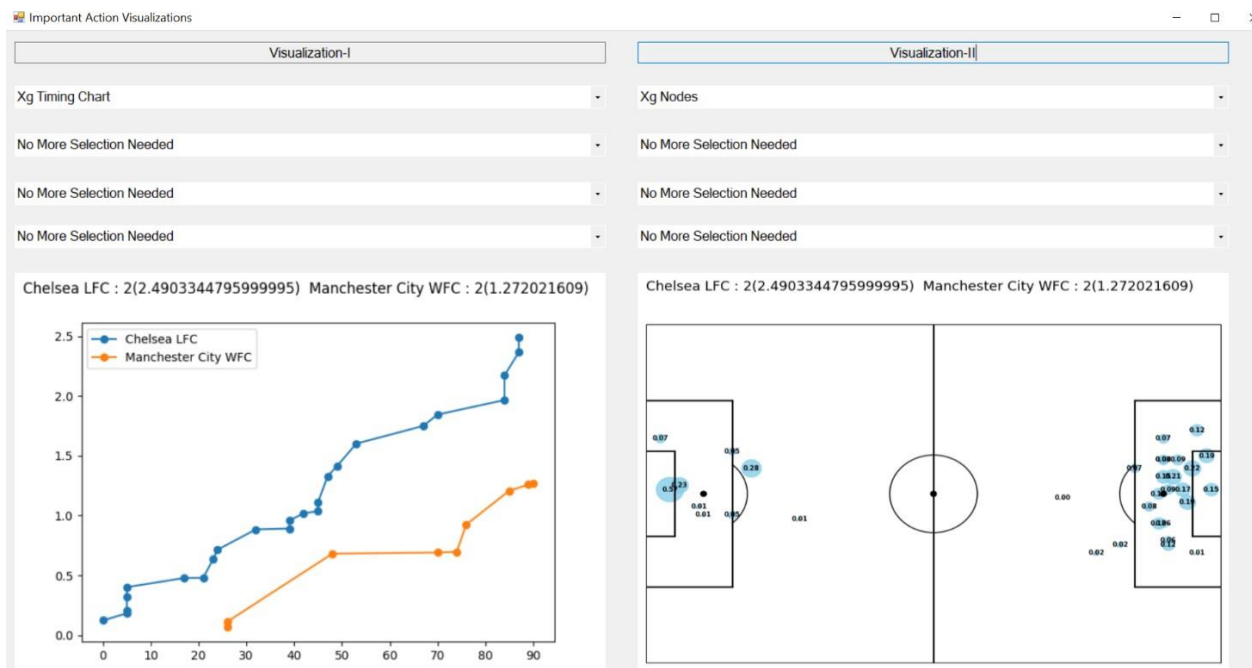 Important Action Visualizations
Visualization-I
Visualization-II
Xg Timing Chart
Xg Nodes
No More Selection Needed
No More Selection Needed
No More Selection Needed
No More Selection Needed
No More Selection Needed
No More Selection Needed
Chelsea LFC : 2(2.4903344795999995) Manchester City WFC : 2(1.272021609)
Chelsea LFC
Manchester City WFC
2.5
2.0
1.5
1.0
0.5
0.0
0 10 20 30 40 50 60 70 80 90
Chelsea LFC : 2(2.4903344795999995) Manchester City WFC : 2(1.272021609)
0.07
0.05
0.28
0.23
0.01
0.01
0.05
0.01
0.00
0.12
0.07
0.19
0.09
0.07
0.22
0.17
0.15
0.08
0.06
0.12
0.02
0.02
0.01